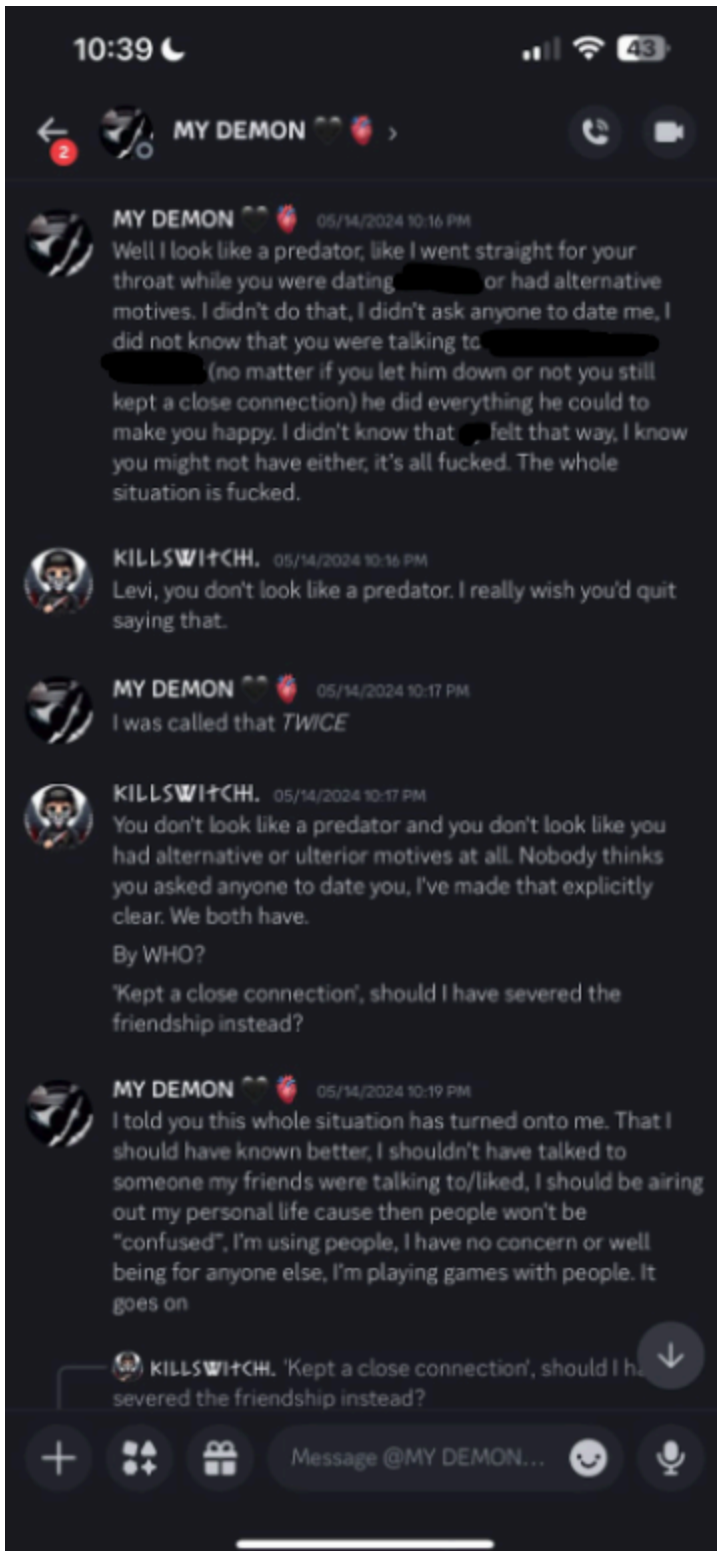 10:39
43
2
MY DEMON
MY DEMON 05/14/2024 10:16 PM
Well I look like a predator, like I went straight for your
throat while you were dating or had alternative
motives. I didn't do that, I didn't ask anyone to date me, I
did not know that you were talking to
(no matter if you let him down or not you still
kept a close connection) he did everything he could to
make you happy. I didn't know that felt that way, I know
you might not have either, it's all fucked. The whole
situation is fucked.
KILLSWITCH. 05/14/2024 10:16 PM
Levi, you don't look like a predator. I really wish you'd quit
saying that.
MY DEMON 05/14/2024 10:17 PM
I was called that TWICE
KILLSWITCH. 05/14/2024 10:17 PM
You don't look like a predator and you don't look like you
had alternative or ulterior motives at all. Nobody thinks
you asked anyone to date you, I've made that explicitly
clear. We both have.
By WHO?
'Kept a close connection', should I have severed the
friendship instead?
MY DEMON 05/14/2024 10:19 PM
I told you this whole situation has turned onto me. That I
should have known better, I shouldn't have talked to
someone my friends were talking to/liked, I should be airing
out my personal life cause then people won't be
"confused", I'm using people, I have no concern or well
being for anyone else, I'm playing games with people. It
goes on
KILLSWITCH. 'Kept a close connection', should I ha
severed the friendship instead?
Message @MY DEMON...